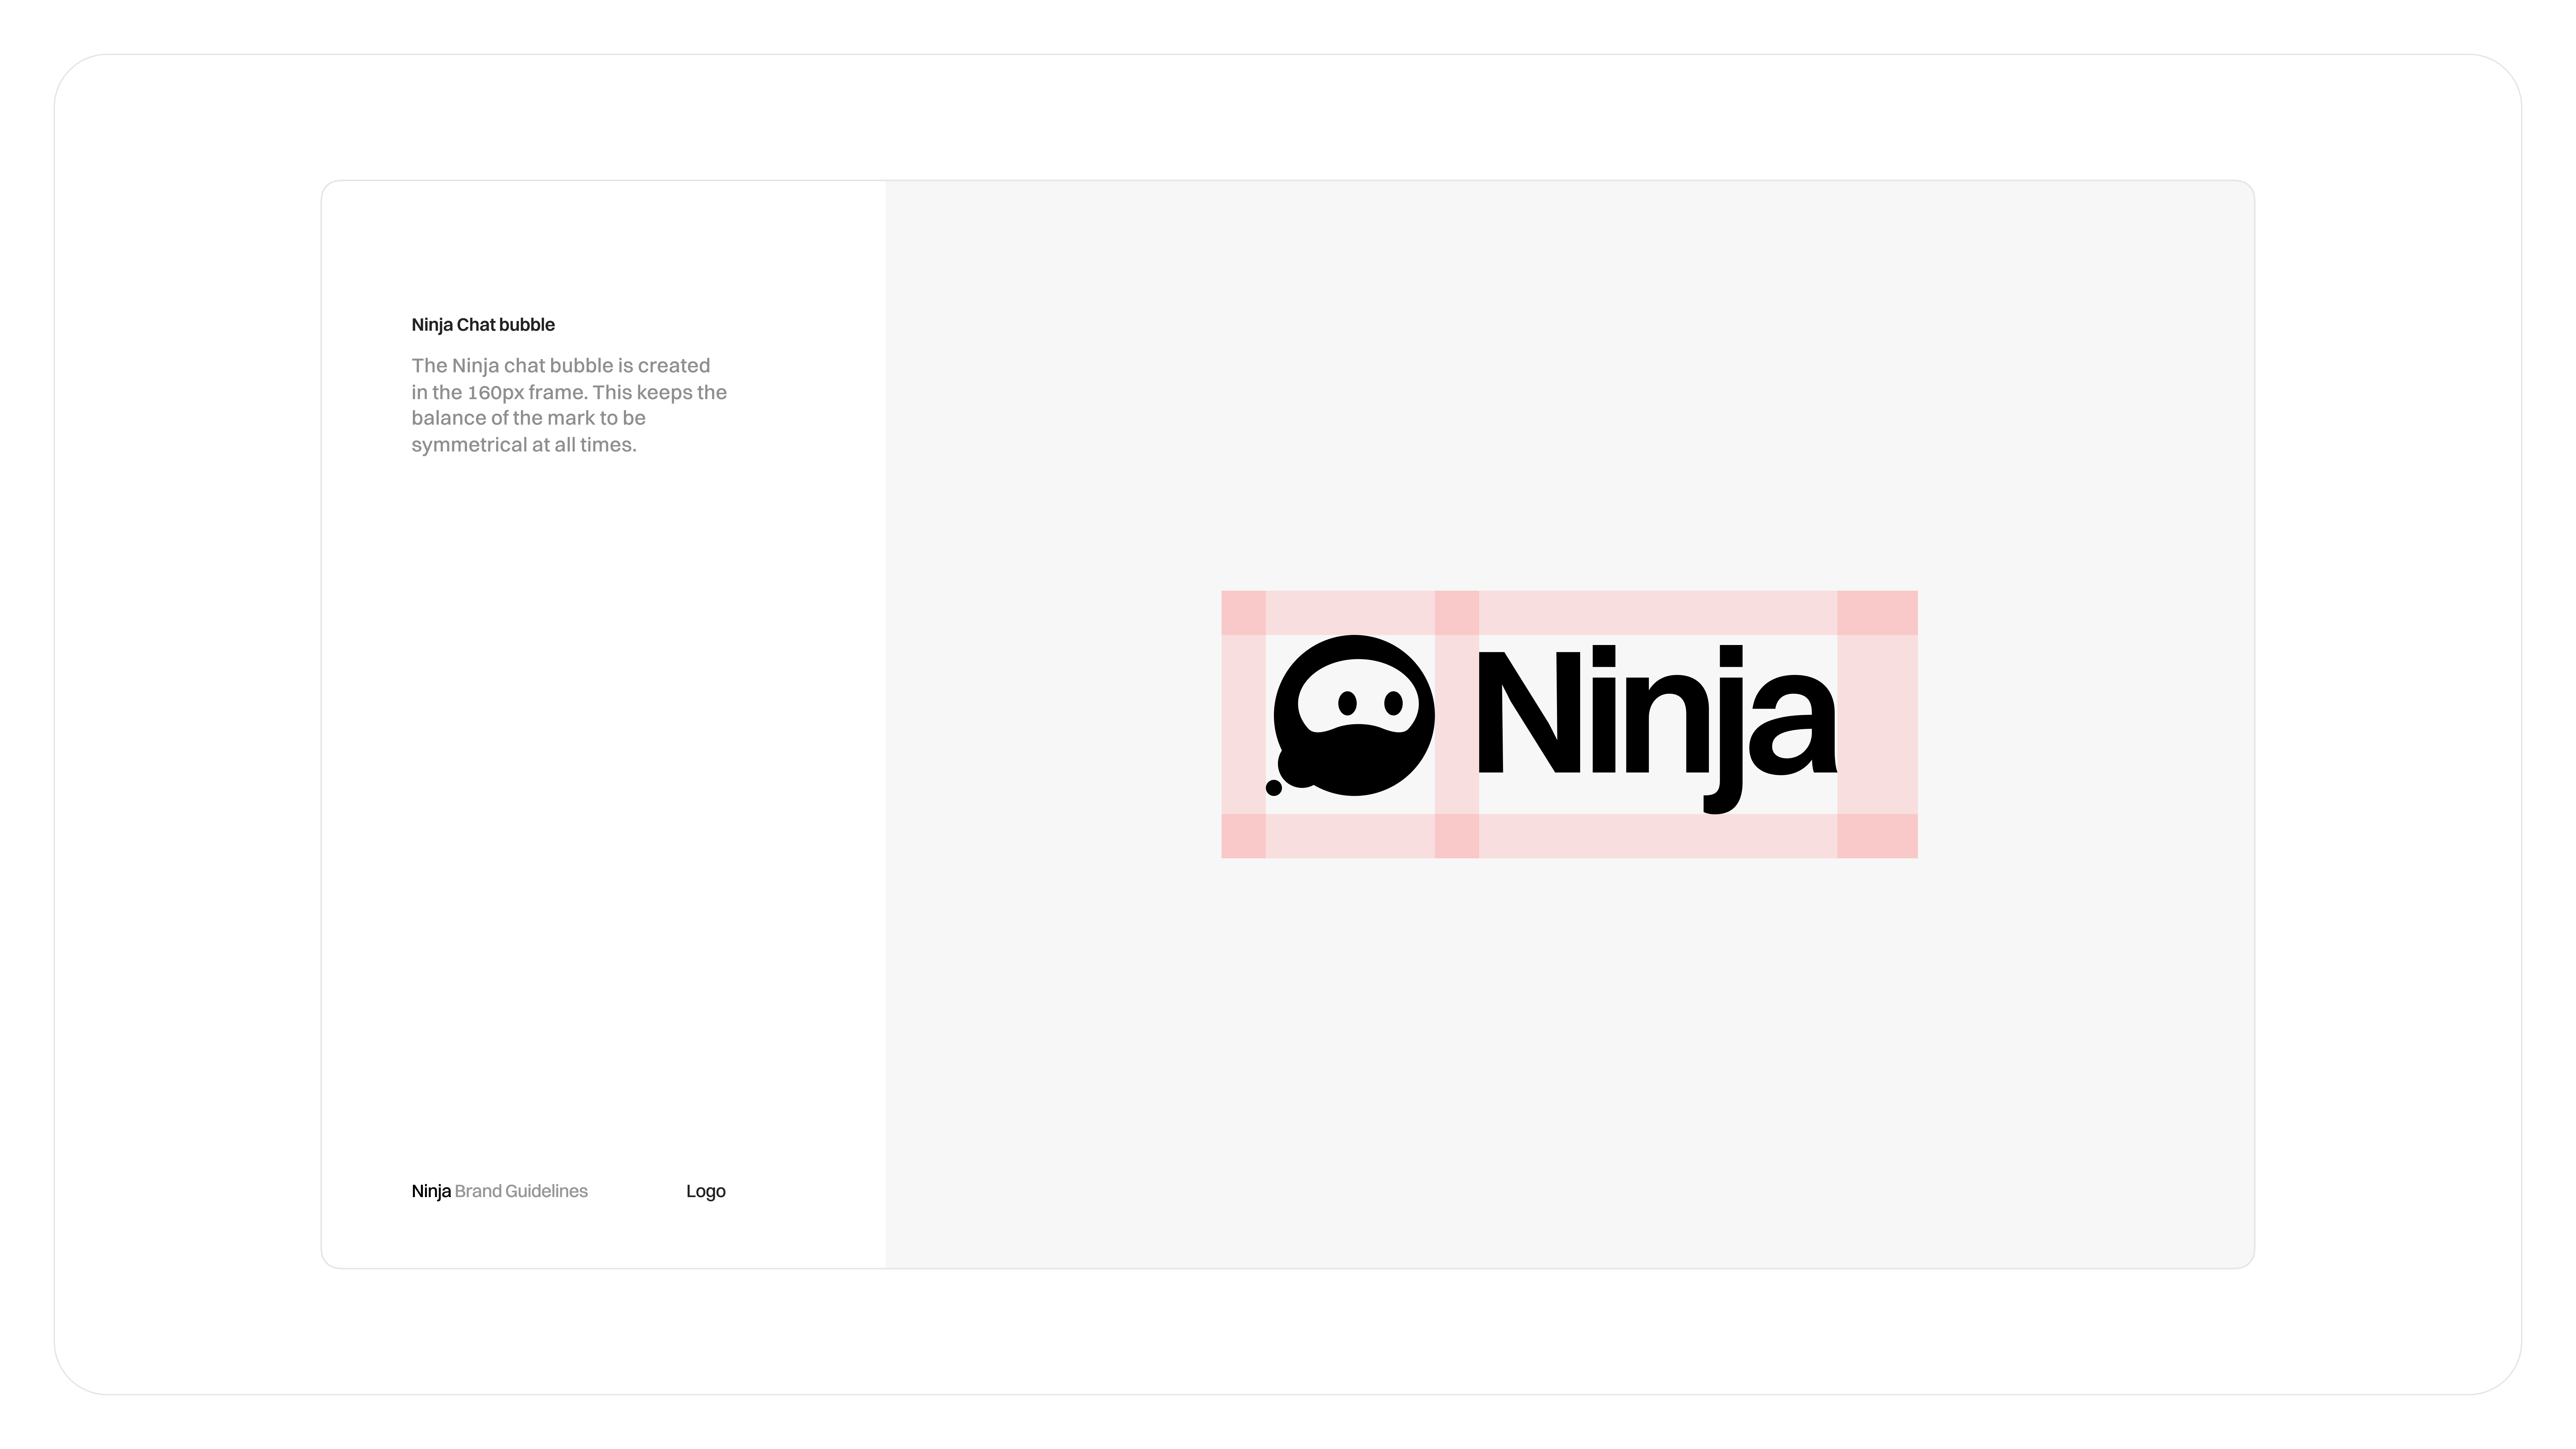 Ninja Chat bubble
The Ninja chat bubble is created
in the 160px frame. This keeps the
balance of the mark to be
symmetrical at all times.
Ninja
Ninja Brand Guidelines
Logo